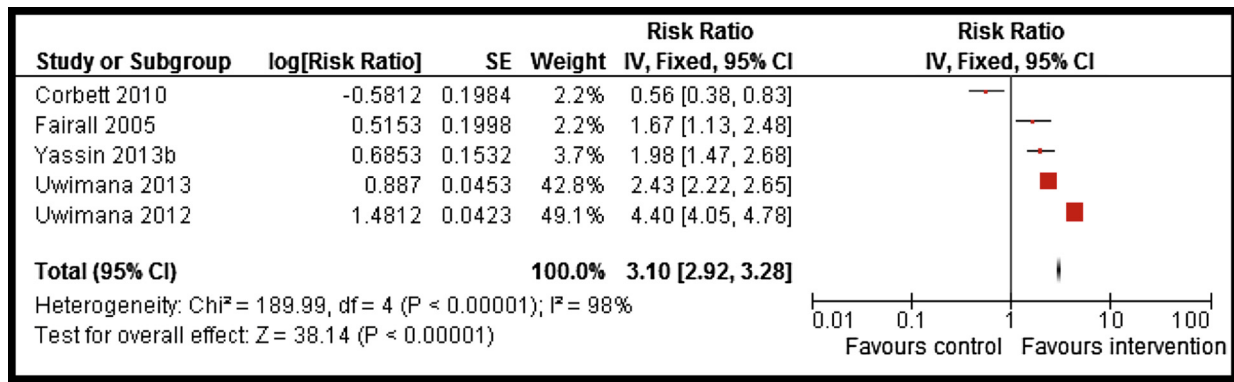 Risk Ratio Risk Ratio
Study or Subgroup log[Risk Ratio] SE Weight IV, Fixed, 95% CI IV, Fixed, 95% CI
Corbett 2010 -0.5812 0.1984 2.2% 0.56 [0.38, 0.83]
Fairall 2005 0.5153 0.1998 2.2% 1.67 [1.13, 2.48]
Yassin 2013b 0.6853 0.1532 3.7% 1.98 [1.47, 2.68]
Uwimana 2013 0.887 0.0453 42.8% 2.43 [2.22, 2.65]
Uwimana 2012 1.4812 0.0423 49.1% 4.40 [4.05, 4.78]
Total (95% CI) 100.0% 3.10 [2.92, 3.28]
Heterogeneity: Chi² = 189.99, df = 4 (P < 0.00001); I² = 98%
Test for overall effect: Z = 38.14 (P < 0.00001)
0.01 0.1 1 10 100
Favours control Favours intervention